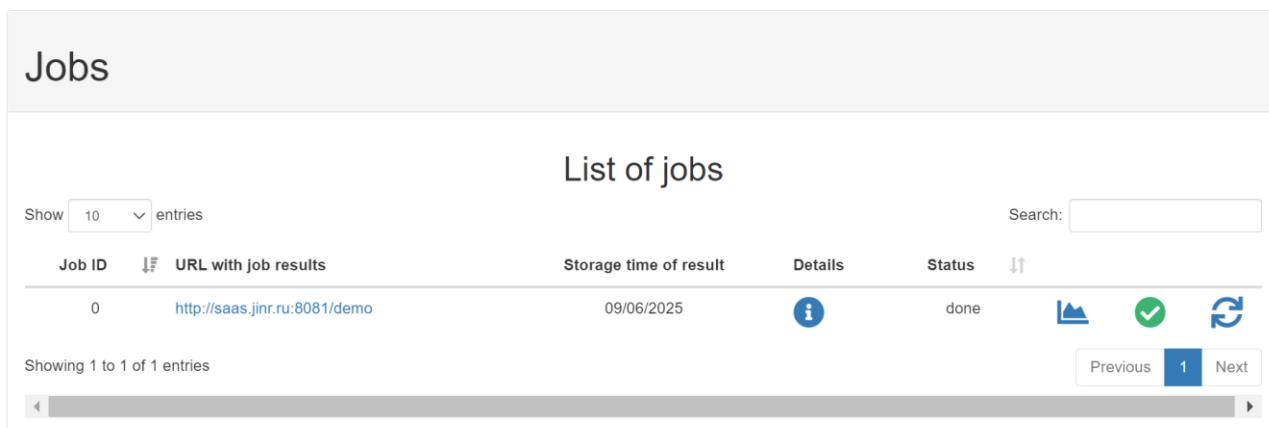 Jobs
List of jobs
Show 10 entries Search:
Job ID URL with job results Storage time of result Details Status
0 http://saas.jinr.ru:8081/demo 09/06/2025 done
Showing 1 to 1 of 1 entries Previous 1 Next